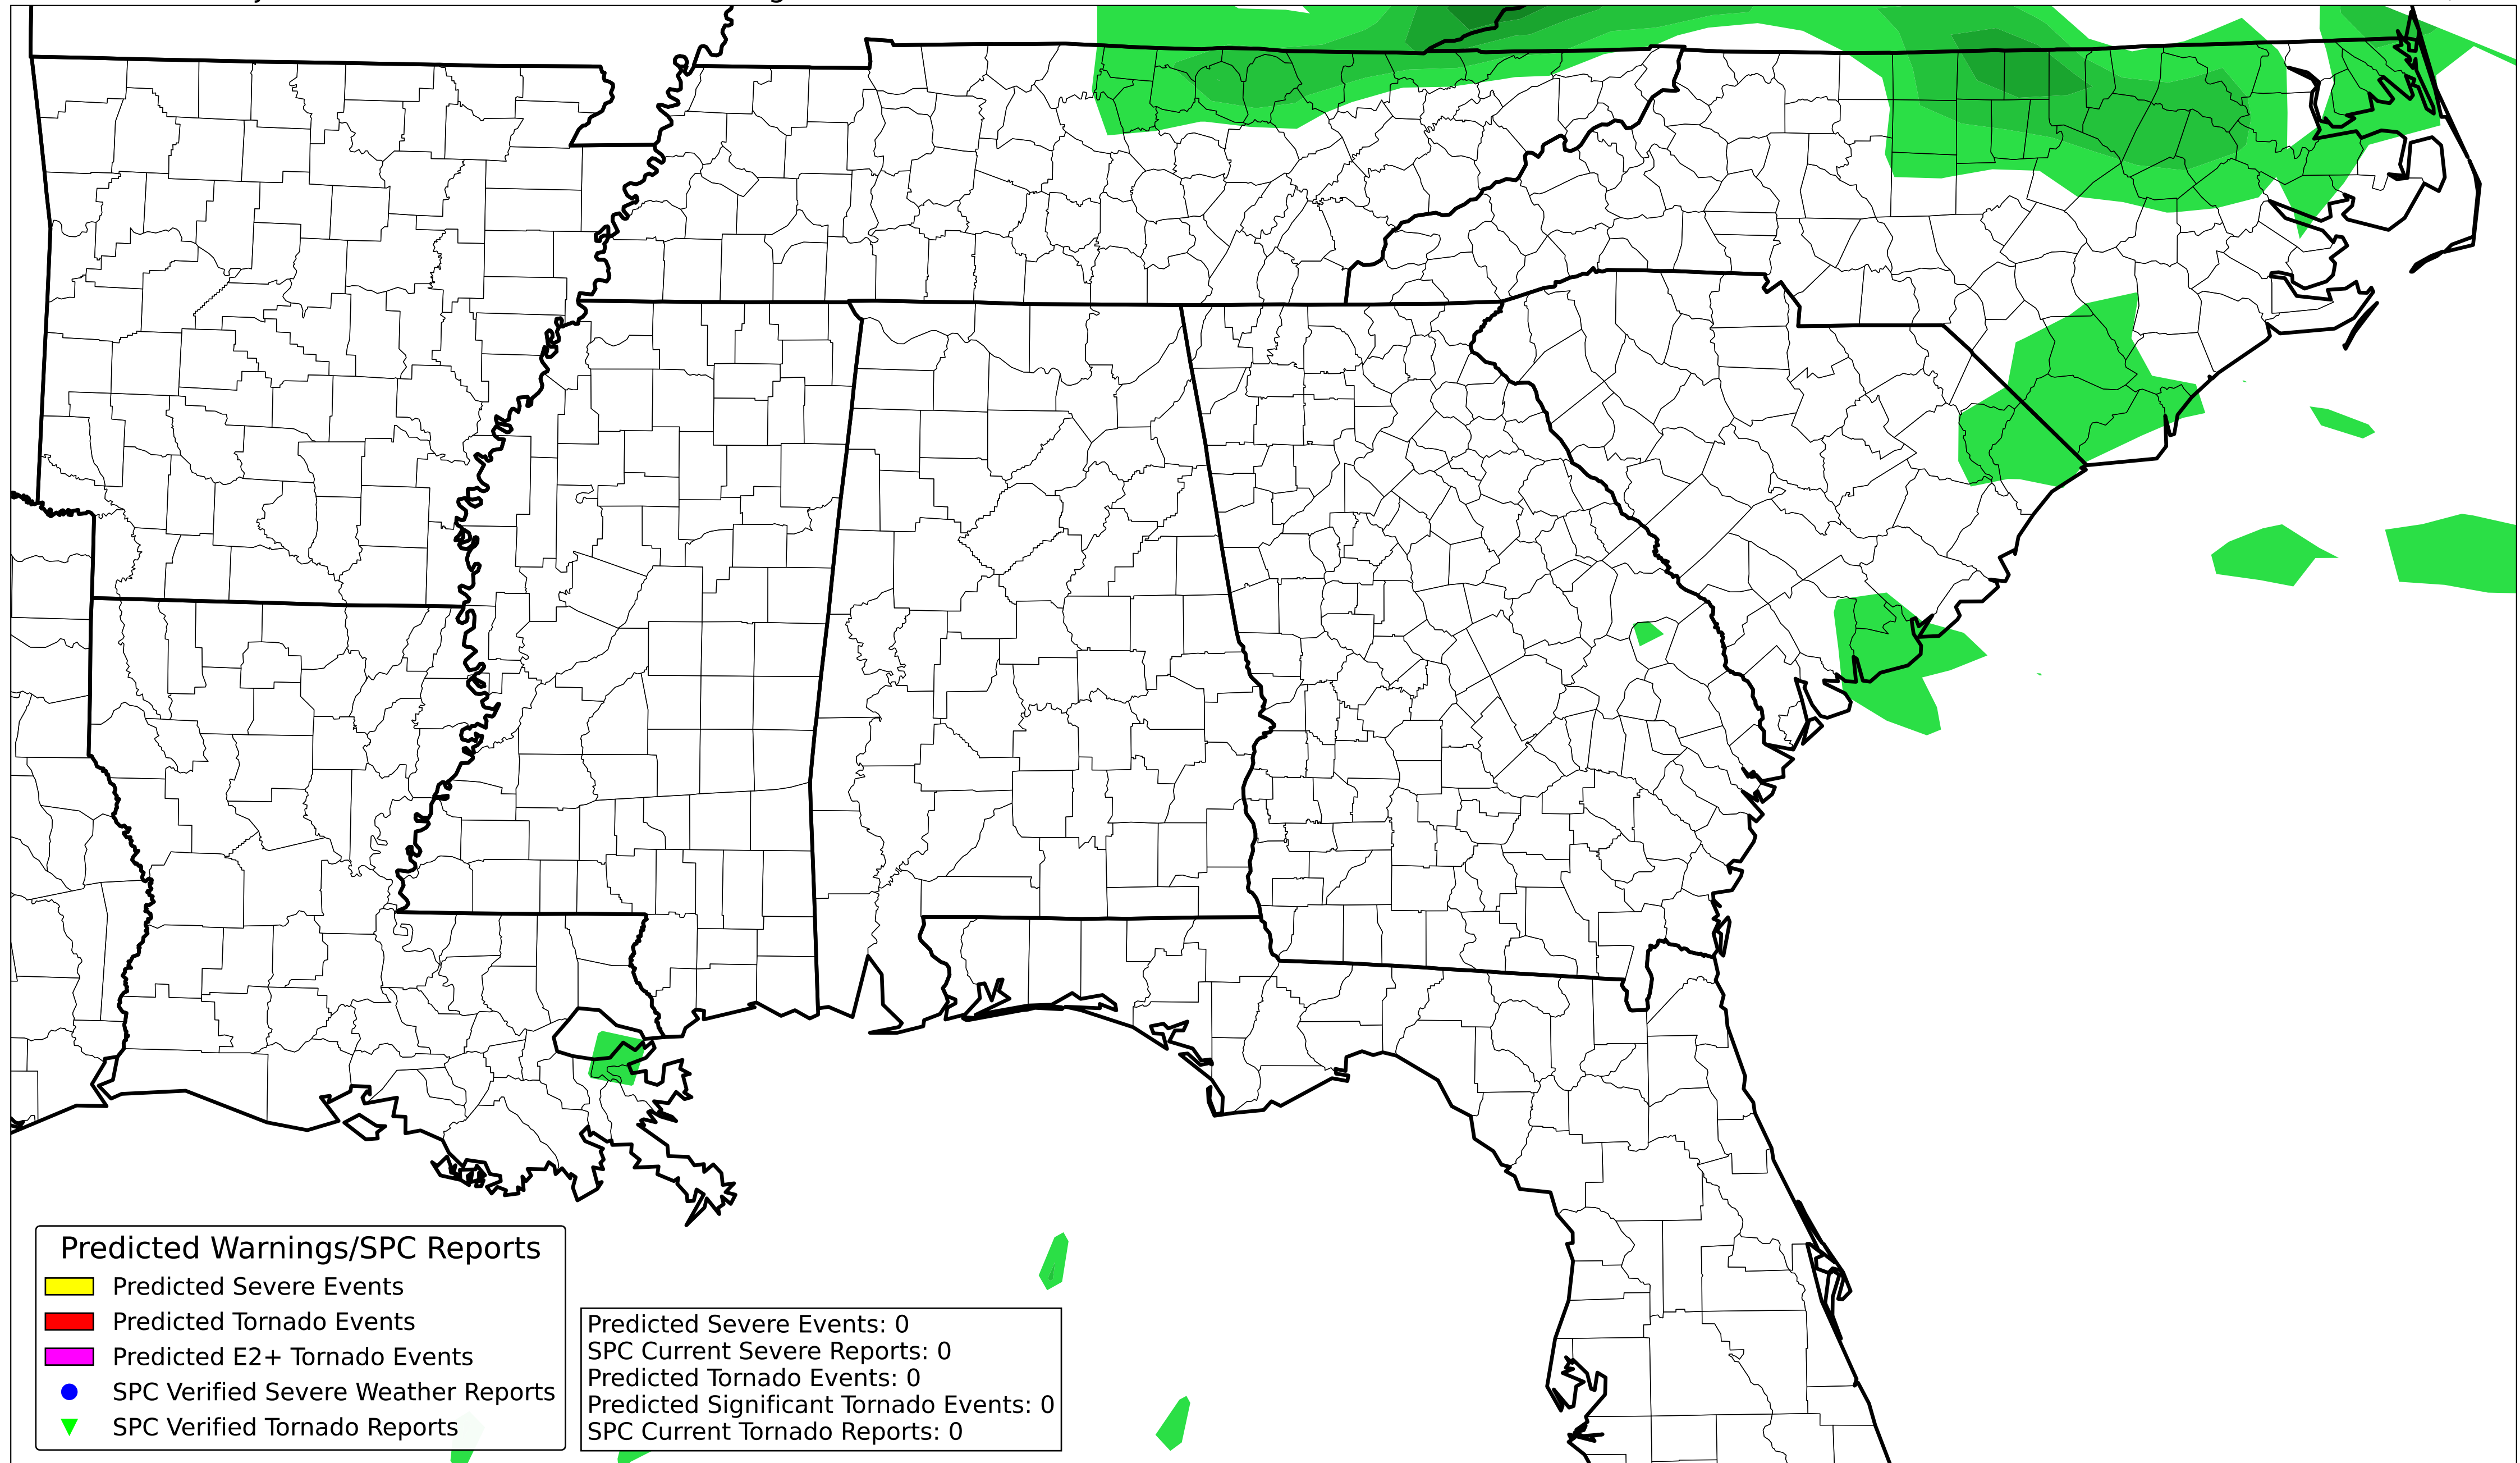 Predicted Warnings/SPC Reports
Predicted Severe Events
Predicted Tornado Events
Predicted E2+ Tornado Events
SPC Verified Severe Weather Reports
SPC Verified Tornado Reports
Predicted Severe Events: 0
SPC Current Severe Reports: 0
Predicted Tornado Events: 0
Predicted Significant Tornado Events: 0
SPC Current Tornado Reports: 0